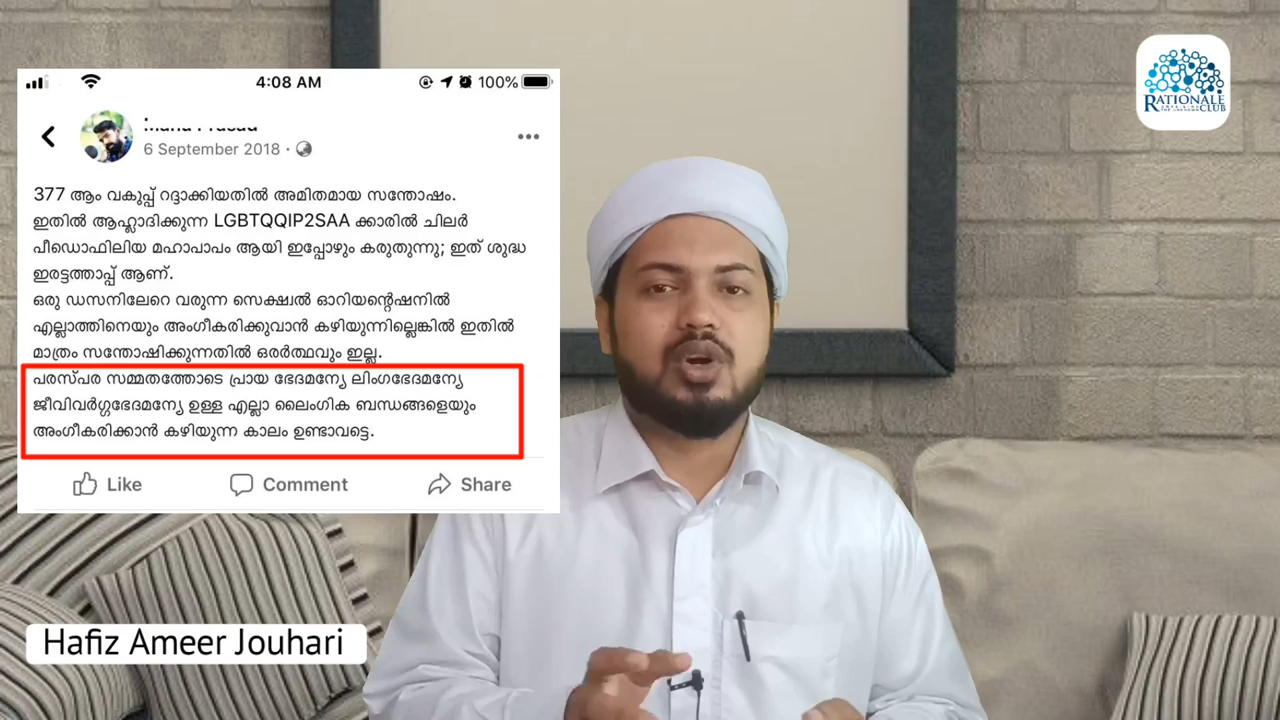 4:08 AM
100%
6 September 2018
377 ആം വകുപ്പ് റദ്ദാക്കിയതിൽ അമിതമായ സന്തോഷം.
ഇതിൽ ആഹ്ലാദിക്കുന്ന LGBTQQIP2SAA ക്കാരിൽ ചിലർ
പീഡൊഫിലിയ മഹാപാപം ആയി ഇപ്പോഴും കരുതുന്നു; ഇത് ശുദ്ധ
ഇരട്ടത്താപ്പ് ആണ്.
ഒരു ഡസനിലേറെ വരുന്ന സെക്ഷ്വൽ ഓറിയന്റെഷനിൽ
എല്ലാത്തിനെയും അംഗീകരിക്കുവാൻ കഴിയുന്നില്ലെങ്കിൽ ഇതിൽ
മാത്രം സന്തോഷിക്കുന്നതിൽ ഒരർത്ഥവും ഇല്ല.
പരസ്പര സമ്മതത്തോടെ പ്രായ ഭേദമന്യേ ലിംഗഭേദമന്യേ
ജീവിവർഗ്ഗഭേദമന്യേ ഉള്ള എല്ലാ ലൈംഗിക ബന്ധങ്ങളെയും
അംഗീകരിക്കാൻ കഴിയുന്ന കാലം ഉണ്ടാവട്ടെ.
Like
Comment
Share
RATIONALE
CLUB
Hafiz Ameer Jouhari